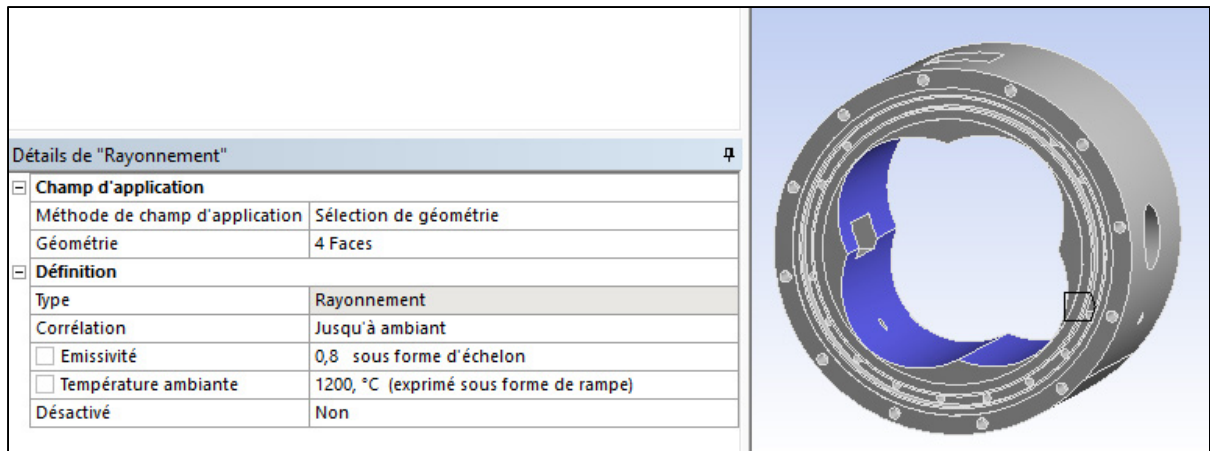 Détails de "Rayonnement"
Champ d'application
Méthode de champ d'application Sélection de géométrie
Géométrie 4 Faces
Définition
Type Rayonnement
Corrélation Jusqu'à ambiant
Emissivité 0,8 sous forme d'échelon
Température ambiante 1200, °C (exprimé sous forme de rampe)
Désactivé Non